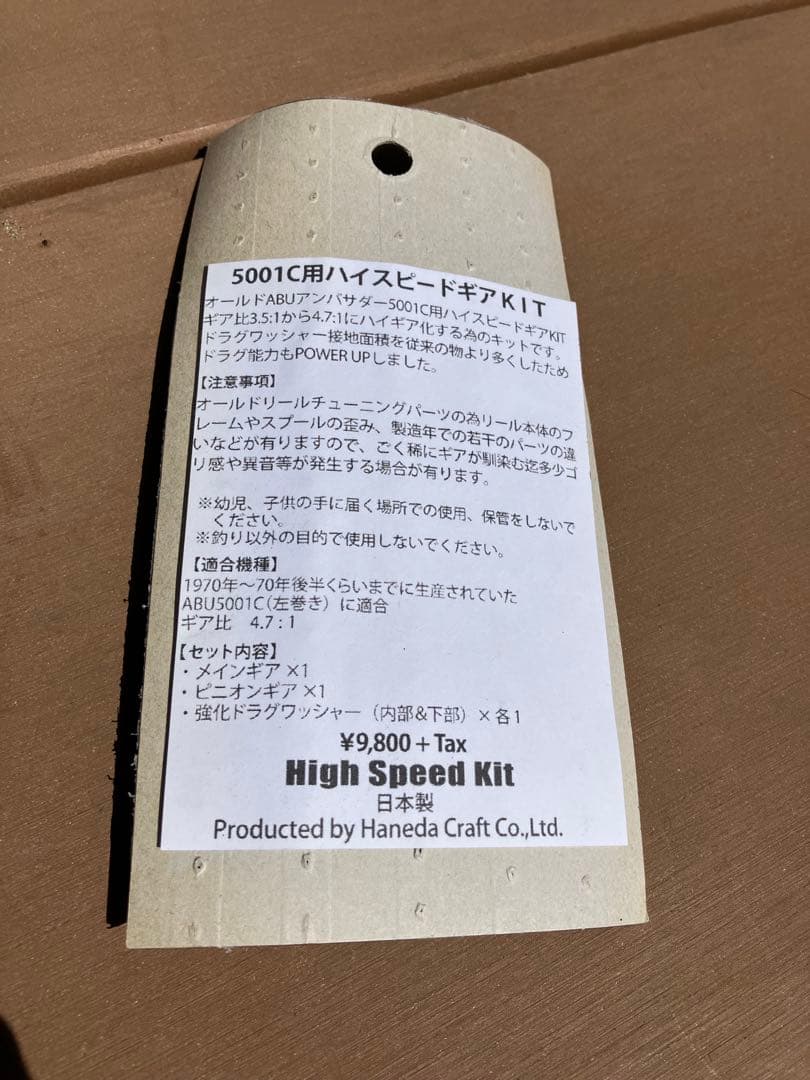 5001C用ハイスピードギアKIT
オールドABUアンバサダー5001C用ハイスピードギアKIT
ギア比3.5:1から4.7:1にハイギア化する為のキットです。
ドラグワッシャー接地面積を従来の物より多くしたため
ドラグ能力もPOWER UPしました。
【注意事項】
オールドリールチューニングパーツの為リール本体のフ
レームやスプールの歪み、製造年での若干のパーツの違
いなどが有りますので、ごく稀にギアが馴染む迄多少ゴ
リ感や異音等が発生する場合が有ります。
※幼児、子供の手に届く場所での使用、保管をしないで
ください。
※釣り以外の目的で使用しないでください。
【適合機種】
1970年～70年後半くらいまでに生産されていた
ABU5001C(左巻き)に適合
ギア比 4.7:1
【セット内容】
・メインギア ×1
・ピニオンギア ×1
・強化ドラグワッシャー(内部&下部)×各1
¥9,800+Tax
High Speed Kit
日本製
Producted by Haneda Craft Co.,Ltd.